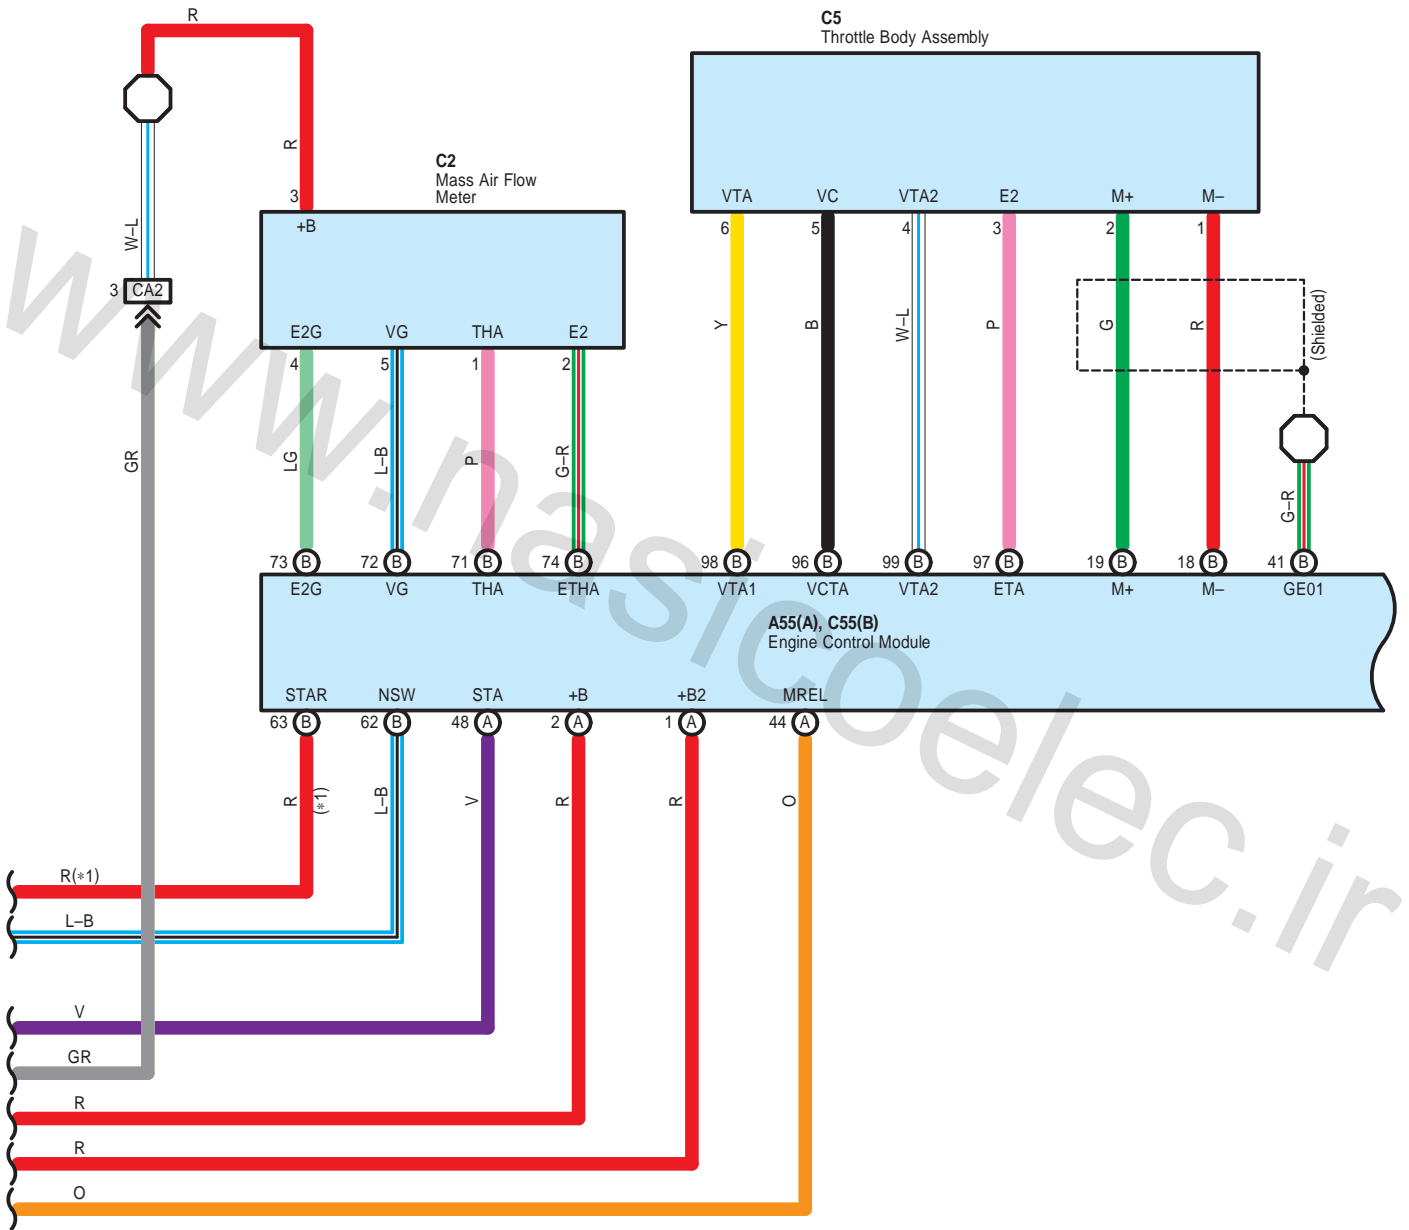 R
C5
Throttle Body Assembly
R
C2
Mass Air Flow
Meter
3
+B
VTA VC VTA2 E2 M+ M–
6 5 4 3 2 1
W–L
3 CA2
E2G VG THA E2
4 5 1 2
Y B W–L P G R (Shielded)
GR LG L–B P G–R
G–R
73 B 72 B 71 B 74 B 98 B 96 B 99 B 97 B 19 B 18 B 41 B
E2G VG THA ETHA VTA1 VCTA VTA2 ETA M+ M– GE01
A55(A), C55(B)
Engine Control Module
STAR NSW STA +B +B2 MREL
63 B 62 B 48 A 2 A 1 A 44 A
R (*1) L–B V R R O
R(*1)
L–B
V
GR
R
R
O
www.nasicoelec.ir